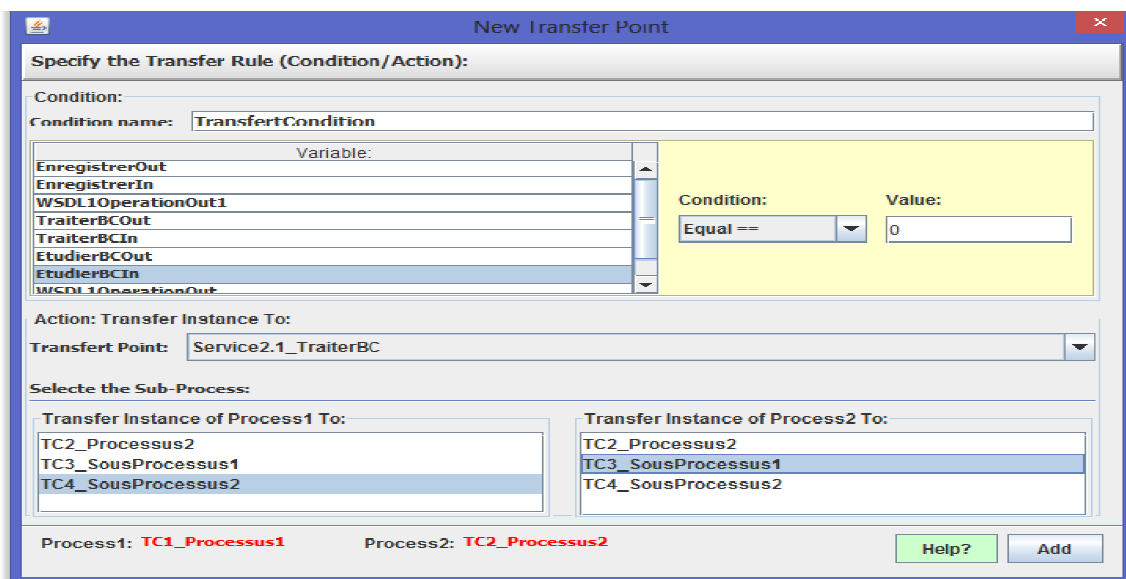 New Transfer Point
Specify the Transfer Rule (Condition/Action):
Condition:
Condition name: TransfertCondition
Variable:
EnregistrerOut
EnregistrerIn
WSDL1OperationOut1
TraiterBCOut
TraiterBCIn
EtudierBCOut
EtudierBCIn
WSDL1OperationOut
Condition: Value:
Equal == 0
Action: Transfer Instance To:
Transfert Point: Service2.1_TraiterBC
Selecte the Sub-Process:
Transfer Instance of Process1 To:
TC2_Processus2
TC3_SousProcessus1
TC4_SousProcessus2
Transfer Instance of Process2 To:
TC2_Processus2
TC3_SousProcessus1
TC4_SousProcessus2
Process1: TC1_Processus1 Process2: TC2_Processus2 Help? Add